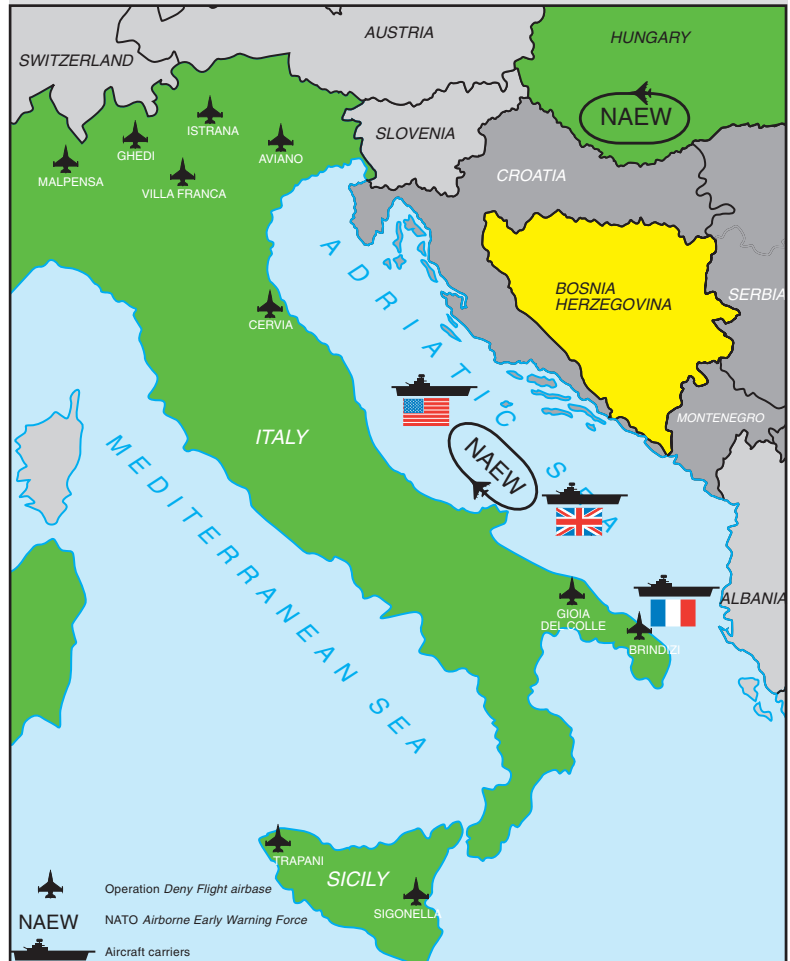 AUSTRIA
HUNGARY
SWITZERLAND
ISTRANA
NAEW
SLOVENIA
GHEDI
AVIANO
MALPENSA
VILLA FRANCA
CROATIA
ADRIATIC SEA
BOSNIA
HERZEGOVINA
SERBIA
CERVIA
MONTENEGRO
ITALY
NAEW
MEDITERRANEAN SEA
ALBANIA
GIOIA
DEL COLLE
BRINDIZI
TRAPANI
SICILY
SIGONELLA
Operation Deny Flight airbase
NAEW NATO Airborne Early Warning Force
Aircraft carriers